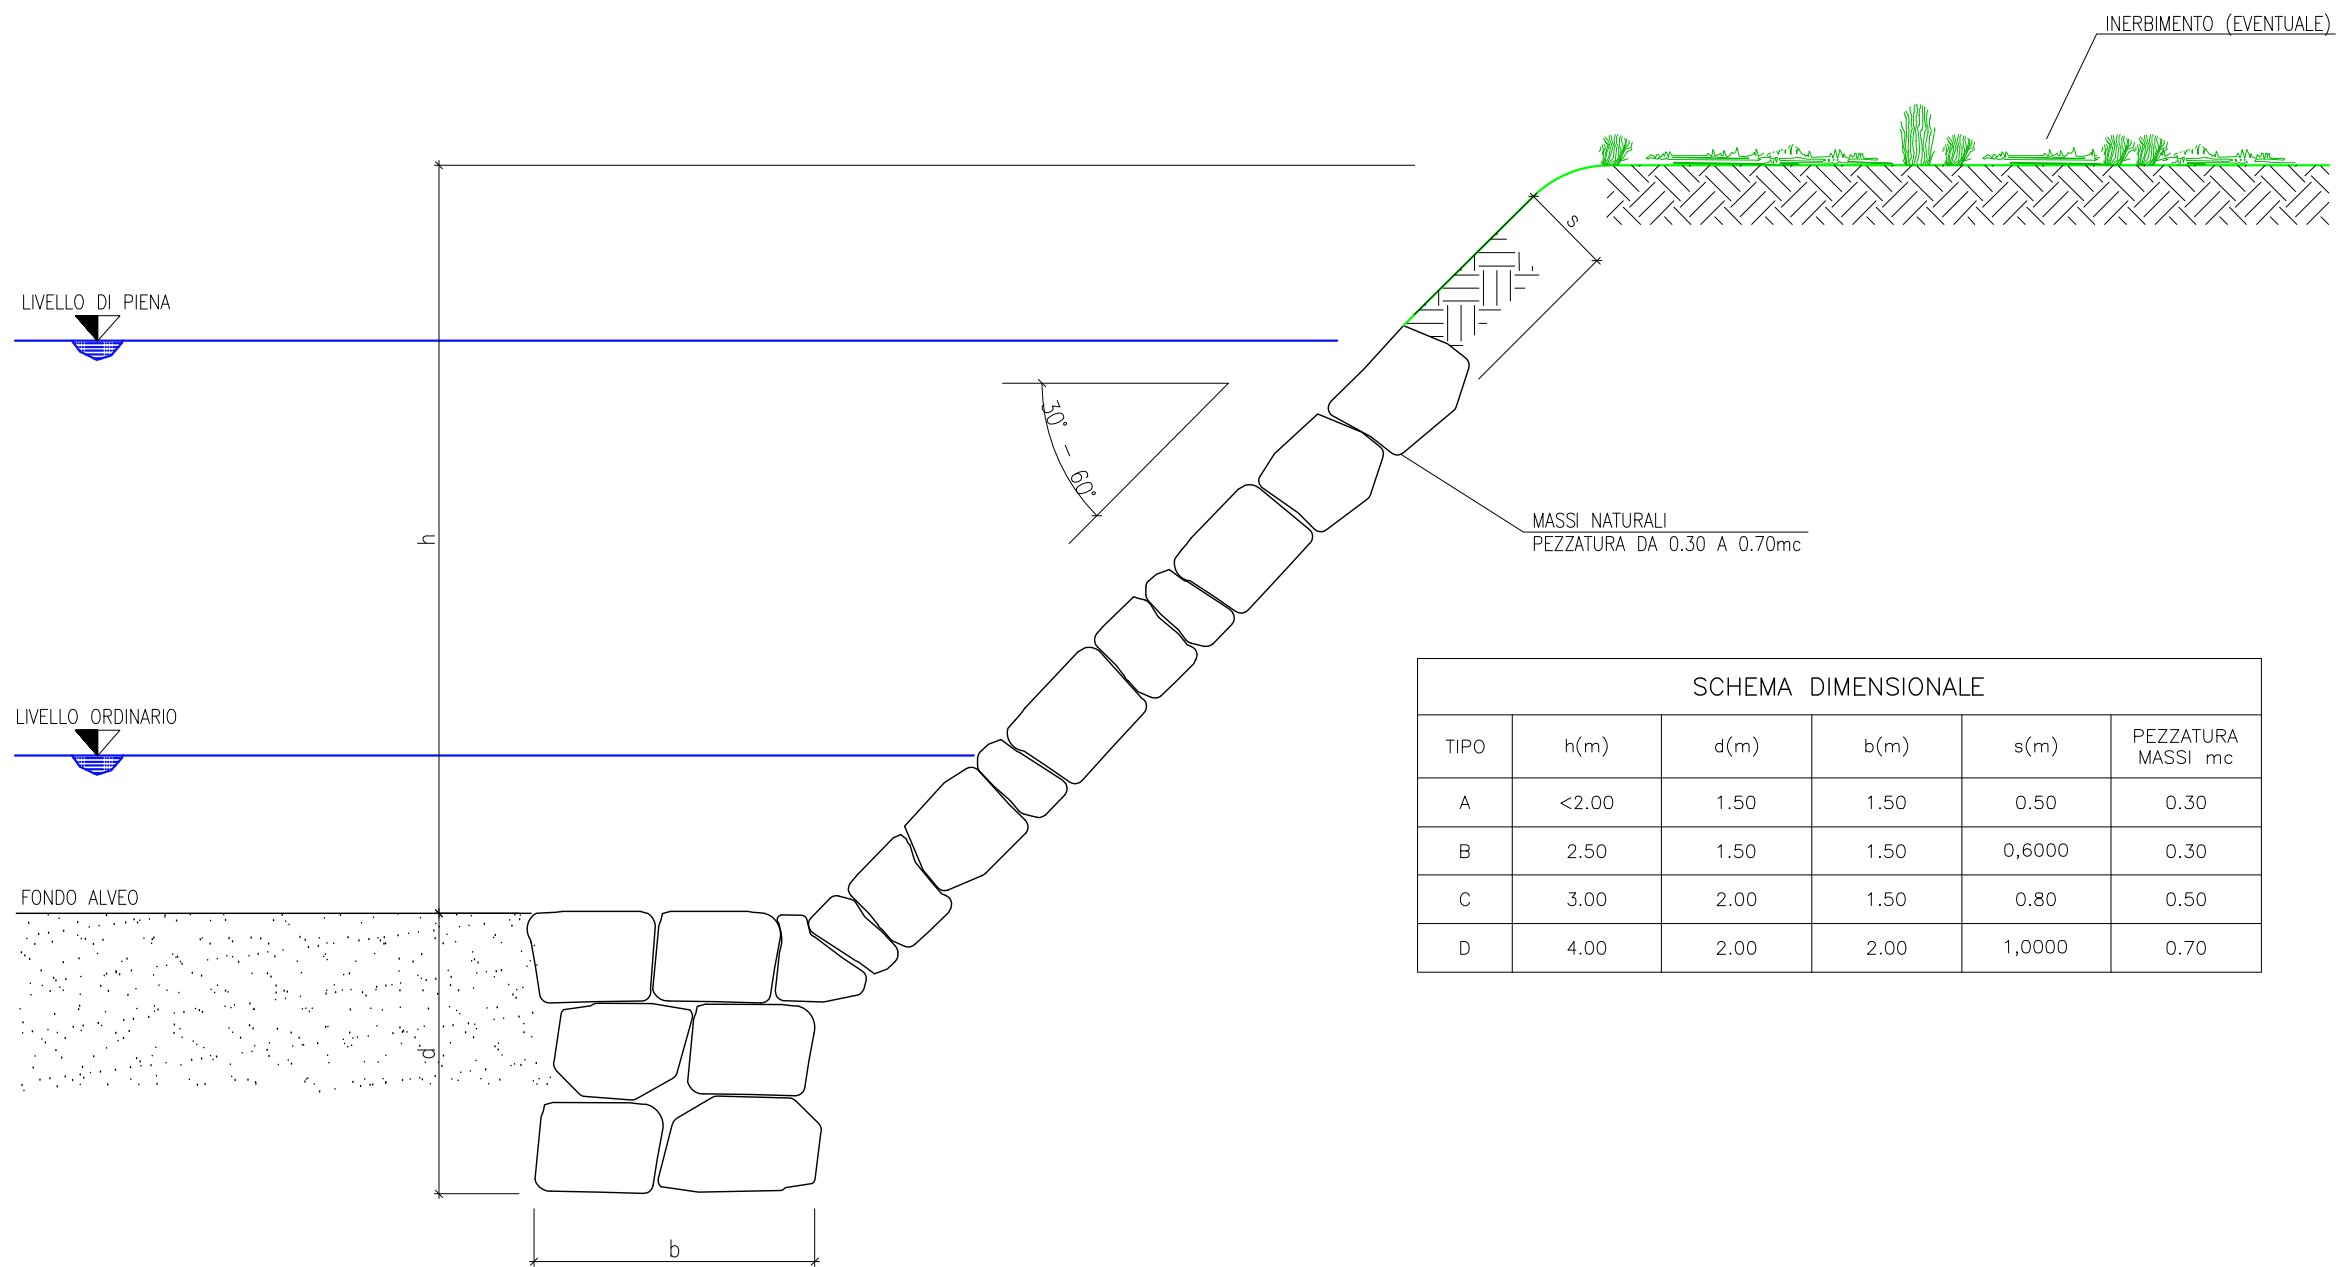 INERBIMENTO (EVENTUALE)
s
LIVELLO DI PIENA
30° - 60°
h
MASSI NATURALI
PEZZATURA DA 0.30 A 0.70mc
LIVELLO ORDINARIO
SCHEMA DIMENSIONALE
TIPO h(m) d(m) b(m) s(m) PEZZATURA MASSI mc
A <2.00 1.50 1.50 0.50 0.30
B 2.50 1.50 1.50 0,6000 0.30
C 3.00 2.00 1.50 0.80 0.50
D 4.00 2.00 2.00 1,0000 0.70
FONDO ALVEO
d
b